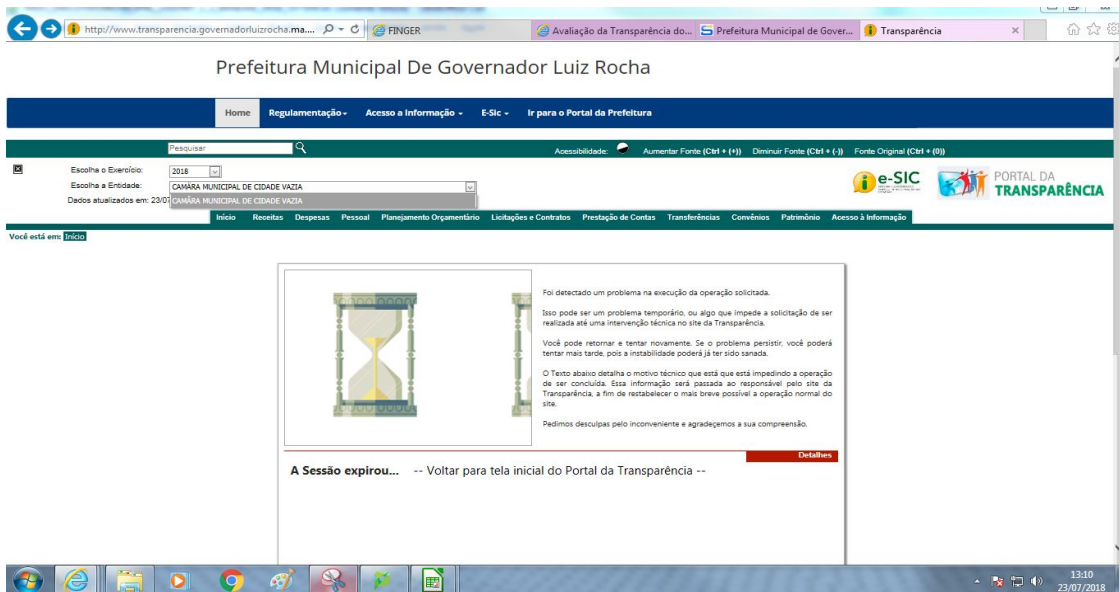 http://www.transparencia.governadorluizrocha.ma....
FINGER
Avaliação da Transparência do...
Prefeitura Municipal de Gover...
Transparência
Prefeitura Municipal De Governador Luiz Rocha
Home Regulamentação Acesso a Informação E-Sic Ir para o Portal da Prefeitura
Pesquisar
Acessibilidade: Aumentar Fonte (Ctrl + (+)) Diminuir Fonte (Ctrl + (-)) Fonte Original (Ctrl + (0))
Escolha o Exercício: 2018
Escolha a Entidade: CAMÂRA MUNICIPAL DE CIDADE VAZIA
Dados atualizados em: 23/07 CAMÂRA MUNICIPAL DE CIDADE VAZIA
e-SIC
PORTAL DA
TRANSPARÊNCIA
Início Receitas Despesas Pessoal Planejamento Orçamentário Licitações e Contratos Prestação de Contas Transferências Convênios Patrimônio Acesso à Informação
Você está em: Início
Foi detectado um problema na execução da operação solicitada.
Isso pode ser um problema temporário, ou algo que impede a solicitação de ser
realizada até uma intervenção técnica no site da Transparência.
Você pode retornar e tentar novamente. Se o problema persistir, você poderá
tentar mais tarde, pois a instabilidade poderá já ter sido sanada.
O Texto abaixo detalha o motivo técnico que está que está impedindo a operação
de ser concluída. Essa informação será passada ao responsável pelo site da
Transparência, a fim de restabelecer o mais breve possível a operação normal do
site.
Pedimos desculpas pelo inconveniente e agradeçemos a sua compreensão.
Detalhes
A Sessão expirou... -- Voltar para tela inicial do Portal da Transparência --
13:10
23/07/2018